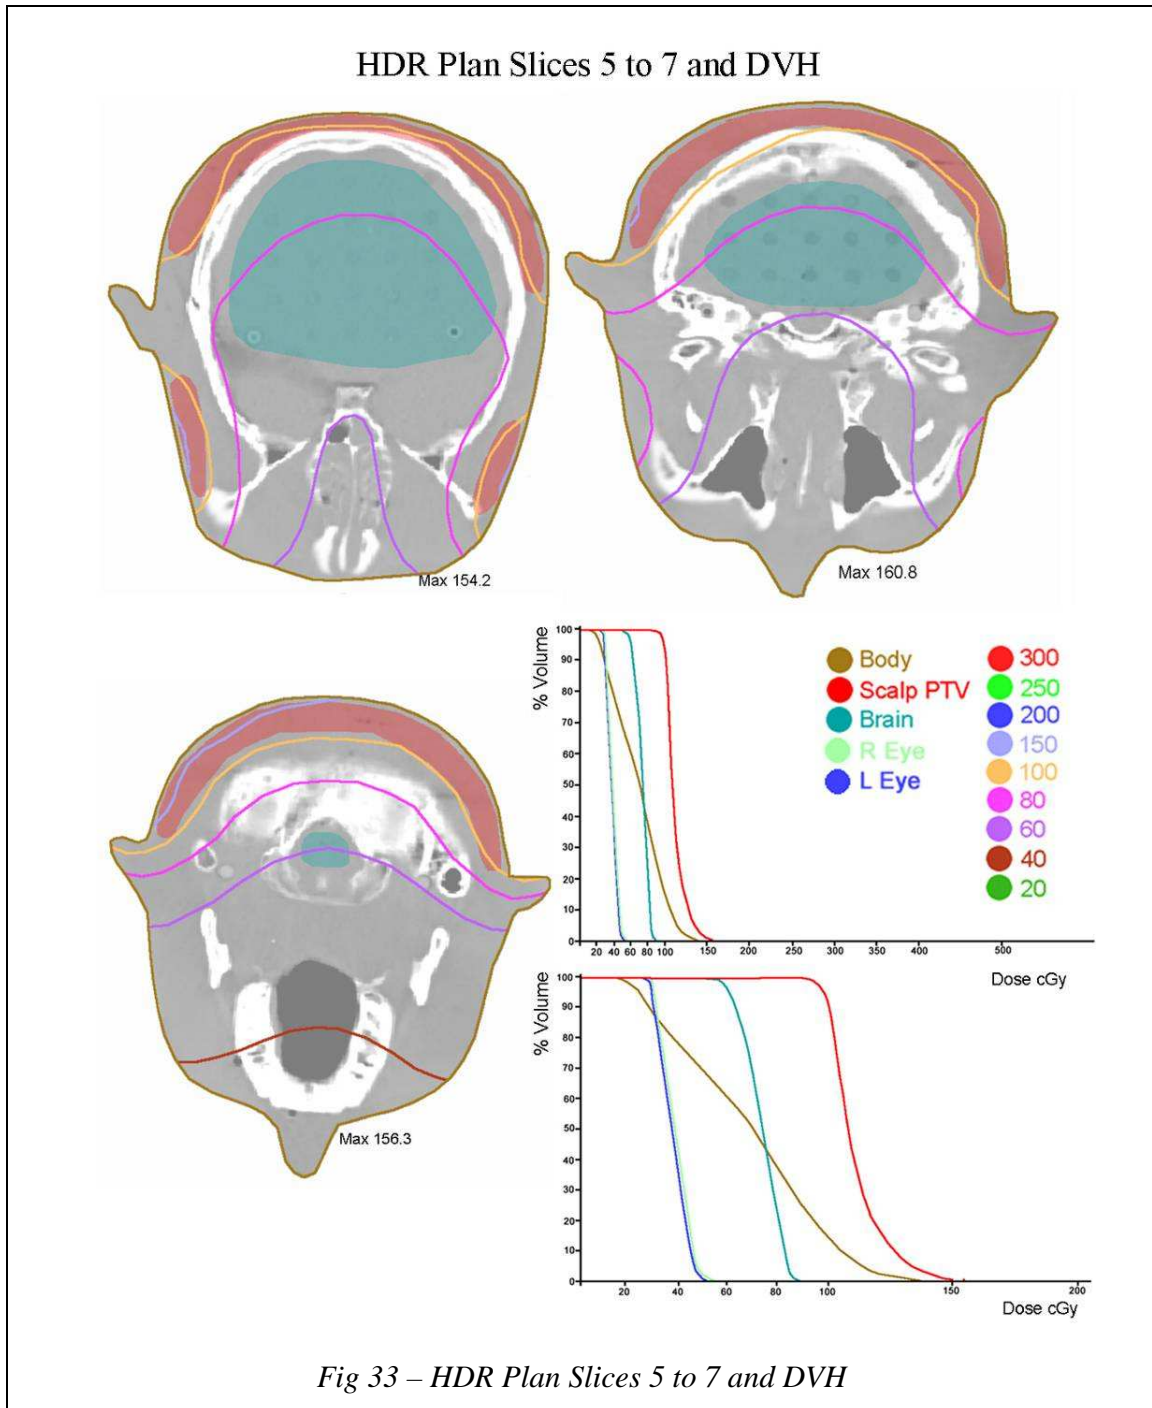 HDR Plan Slices 5 to 7 and DVH
Max 154.2
Max 160.8
Max 156.3
% Volume
100
90
80
70
60
50
40
30
20
10
0
20 40 60 80 100 150 200 250 300 350 400 500
Dose cGy
Body
Scalp PTV
Brain
R Eye
L Eye
300
250
200
150
100
80
60
40
20
% Volume
100
90
80
70
60
50
40
30
20
10
0
20 40 60 80 100 150 200
Dose cGy
Fig 33 – HDR Plan Slices 5 to 7 and DVH